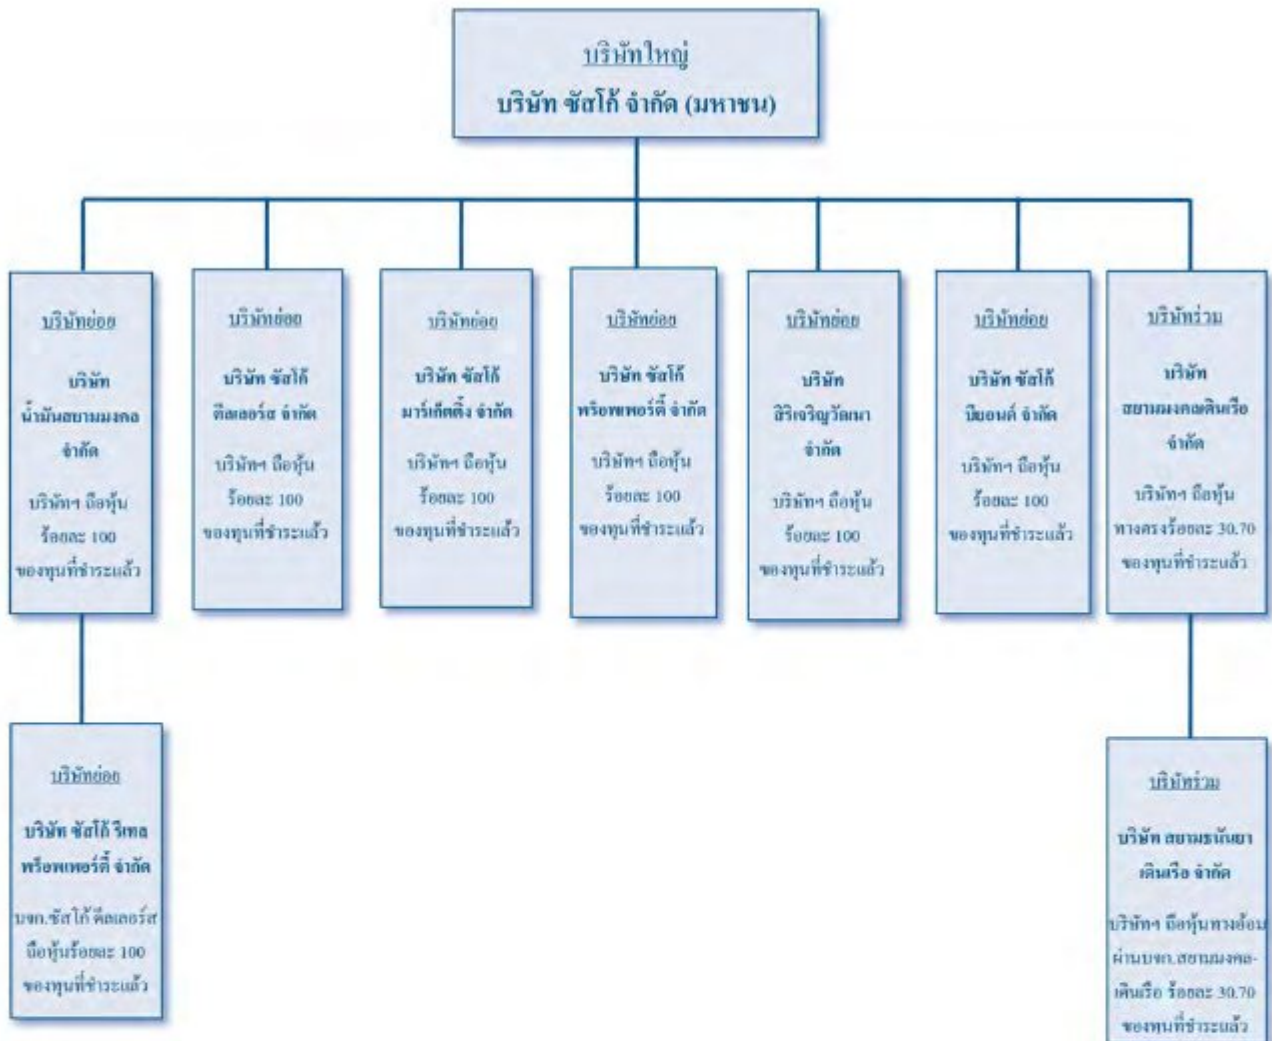 บริษัทใหญ่
บริษัท ซัสโก้ จำกัด (มหาชน)
บริษัทย่อย
บริษัท
น้ำมันสยามมงคล
จำกัด
บริษัทฯ ถือหุ้น
ร้อยละ 100
ของทุนที่ชำระแล้ว
บริษัทย่อย
บริษัท ซัสโก้
ดีลเลอร์ส จำกัด
บริษัทฯ ถือหุ้น
ร้อยละ 100
ของทุนที่ชำระแล้ว
บริษัทย่อย
บริษัท ซัสโก้
มาร์เก็ตติ้ง จำกัด
บริษัทฯ ถือหุ้น
ร้อยละ 100
ของทุนที่ชำระแล้ว
บริษัทย่อย
บริษัท ซัสโก้
พร็อพเพอร์ตี้ จำกัด
บริษัทฯ ถือหุ้น
ร้อยละ 100
ของทุนที่ชำระแล้ว
บริษัทย่อย
บริษัท
สิริเจริญวัฒนา
จำกัด
บริษัทฯ ถือหุ้น
ร้อยละ 100
ของทุนที่ชำระแล้ว
บริษัทย่อย
บริษัท ซัสโก้
บียอนด์ จำกัด
บริษัทฯ ถือหุ้น
ร้อยละ 100
ของทุนที่ชำระแล้ว
บริษัทร่วม
บริษัท
สยามมงคลเดินเรือ
จำกัด
บริษัทฯ ถือหุ้น
ทางตรงร้อยละ 30.70
ของทุนที่ชำระแล้ว
บริษัทย่อย
บริษัท ซัสโก้ รีเทล
พร็อพเพอร์ตี้ จำกัด
บจก.ซัสโก้ ดีลเลอร์ส
ถือหุ้นร้อยละ 100
ของทุนที่ชำระแล้ว
บริษัทร่วม
บริษัท สยามธนันยา
เดินเรือ จำกัด
บริษัทฯ ถือหุ้นทางอ้อม
ผ่านบจก.สยามมงคล-
เดินเรือ ร้อยละ 30.70
ของทุนที่ชำระแล้ว